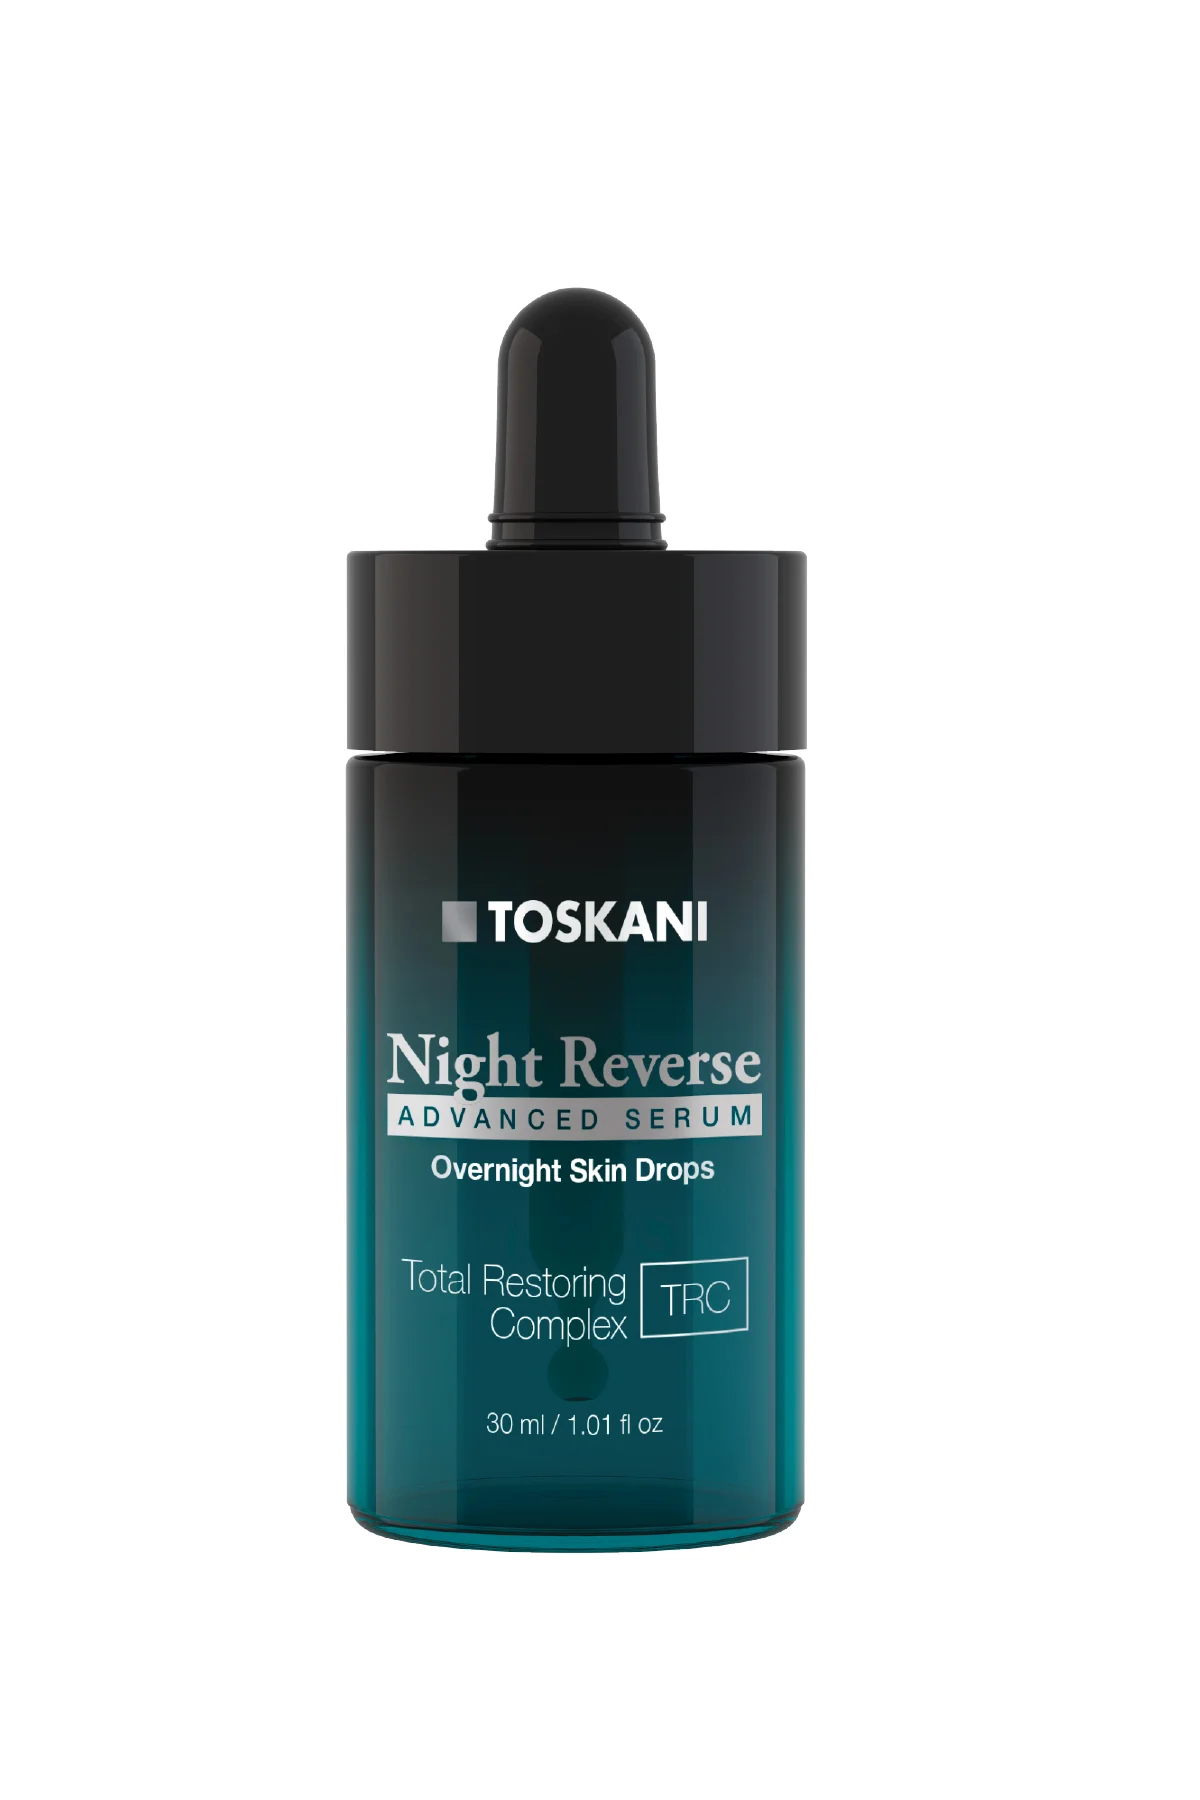 TOSKANI
Night Reverse
ADVANCED SERUM
Overnight Skin Drops
Total Restoring
Complex
TRC
30 ml / 1.01 fl oz